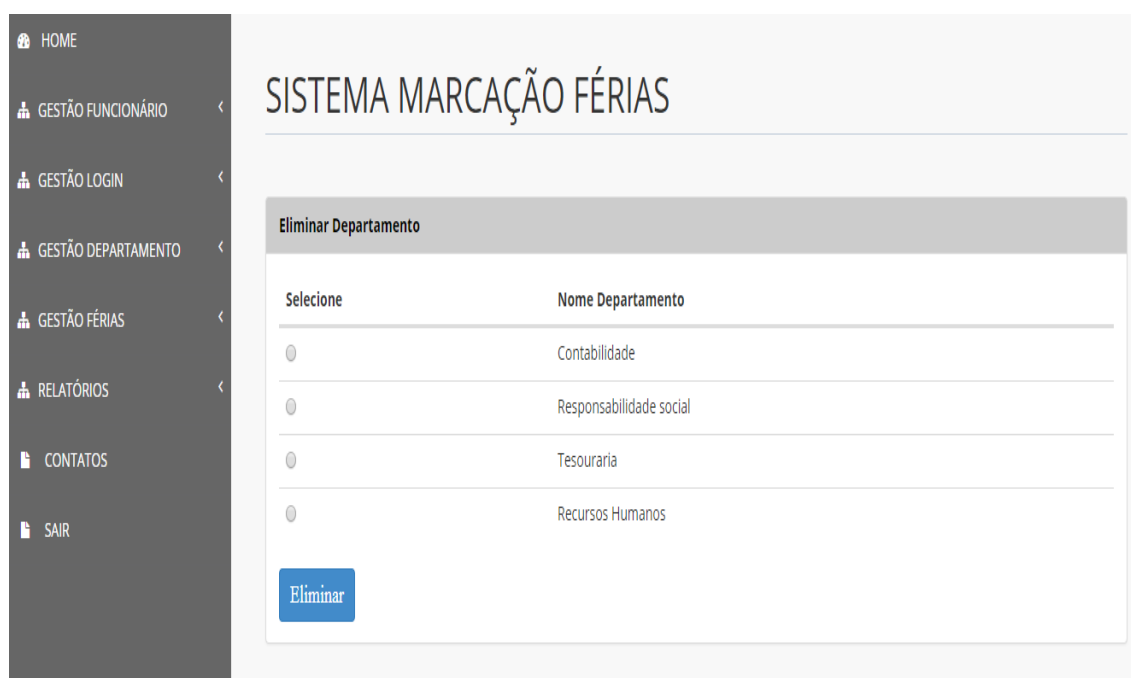 HOME
GESTÃO FUNCIONÁRIO
GESTÃO LOGIN
GESTÃO DEPARTAMENTO
GESTÃO FÉRIAS
RELATÓRIOS
CONTATOS
SAIR
SISTEMA MARCAÇÃO FÉRIAS
Eliminar Departamento
Selecione Nome Departamento
Contabilidade
Responsabilidade social
Tesouraria
Recursos Humanos
Eliminar